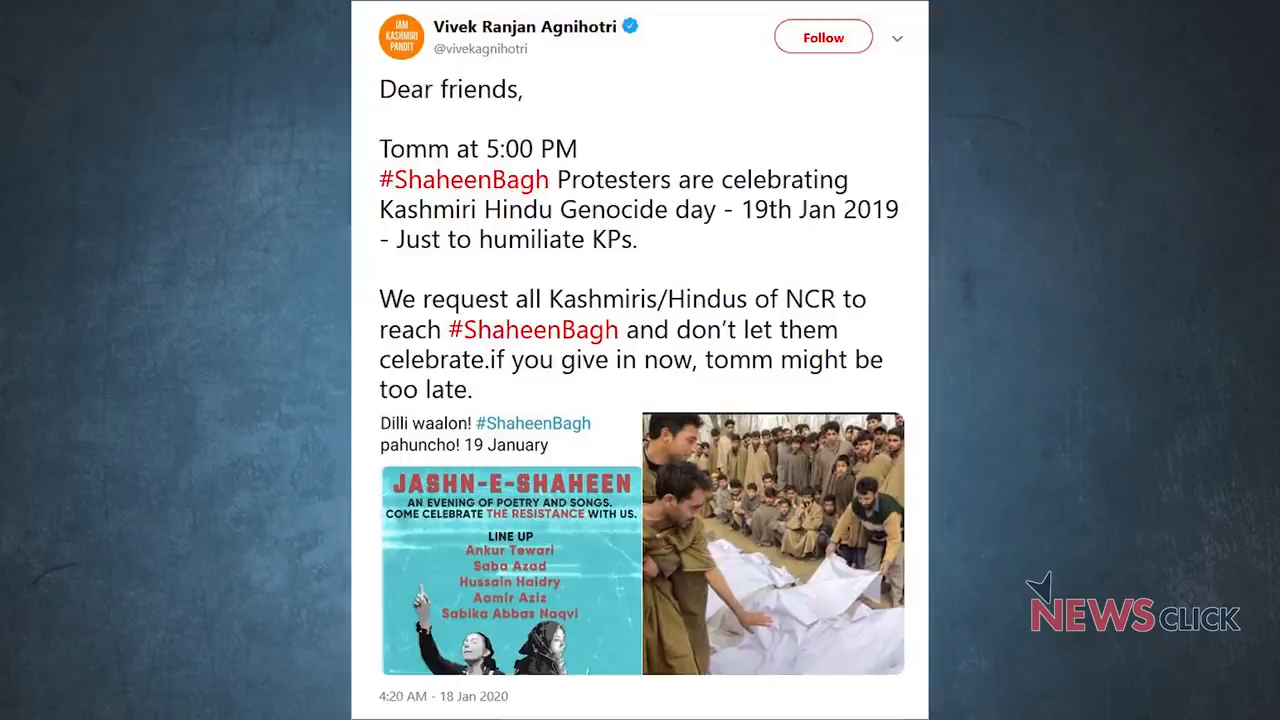 IAM
KASHMIRI
PANDIT
Vivek Ranjan Agnihotri
@vivekagnihotri
Follow
Dear friends,
Tomm at 5:00 PM
#ShaheenBagh Protesters are celebrating
Kashmiri Hindu Genocide day - 19th Jan 2019
- Just to humiliate KPs.
We request all Kashmiris/Hindus of NCR to
reach #ShaheenBagh and don’t let them
celebrate.if you give in now, tomm might be
too late.
Dilli waalon! #ShaheenBagh
pahuncho! 19 January
JASHN-E-SHAHEEN
AN EVENING OF POETRY AND SONGS.
COME CELEBRATE THE RESISTANCE WITH US.
LINE UP
Ankur Tewari
Saba Azad
Hussain Haidry
Aamir Aziz
Sabika Abbas Naqvi
4:20 AM - 18 Jan 2020
NEWSCLICK